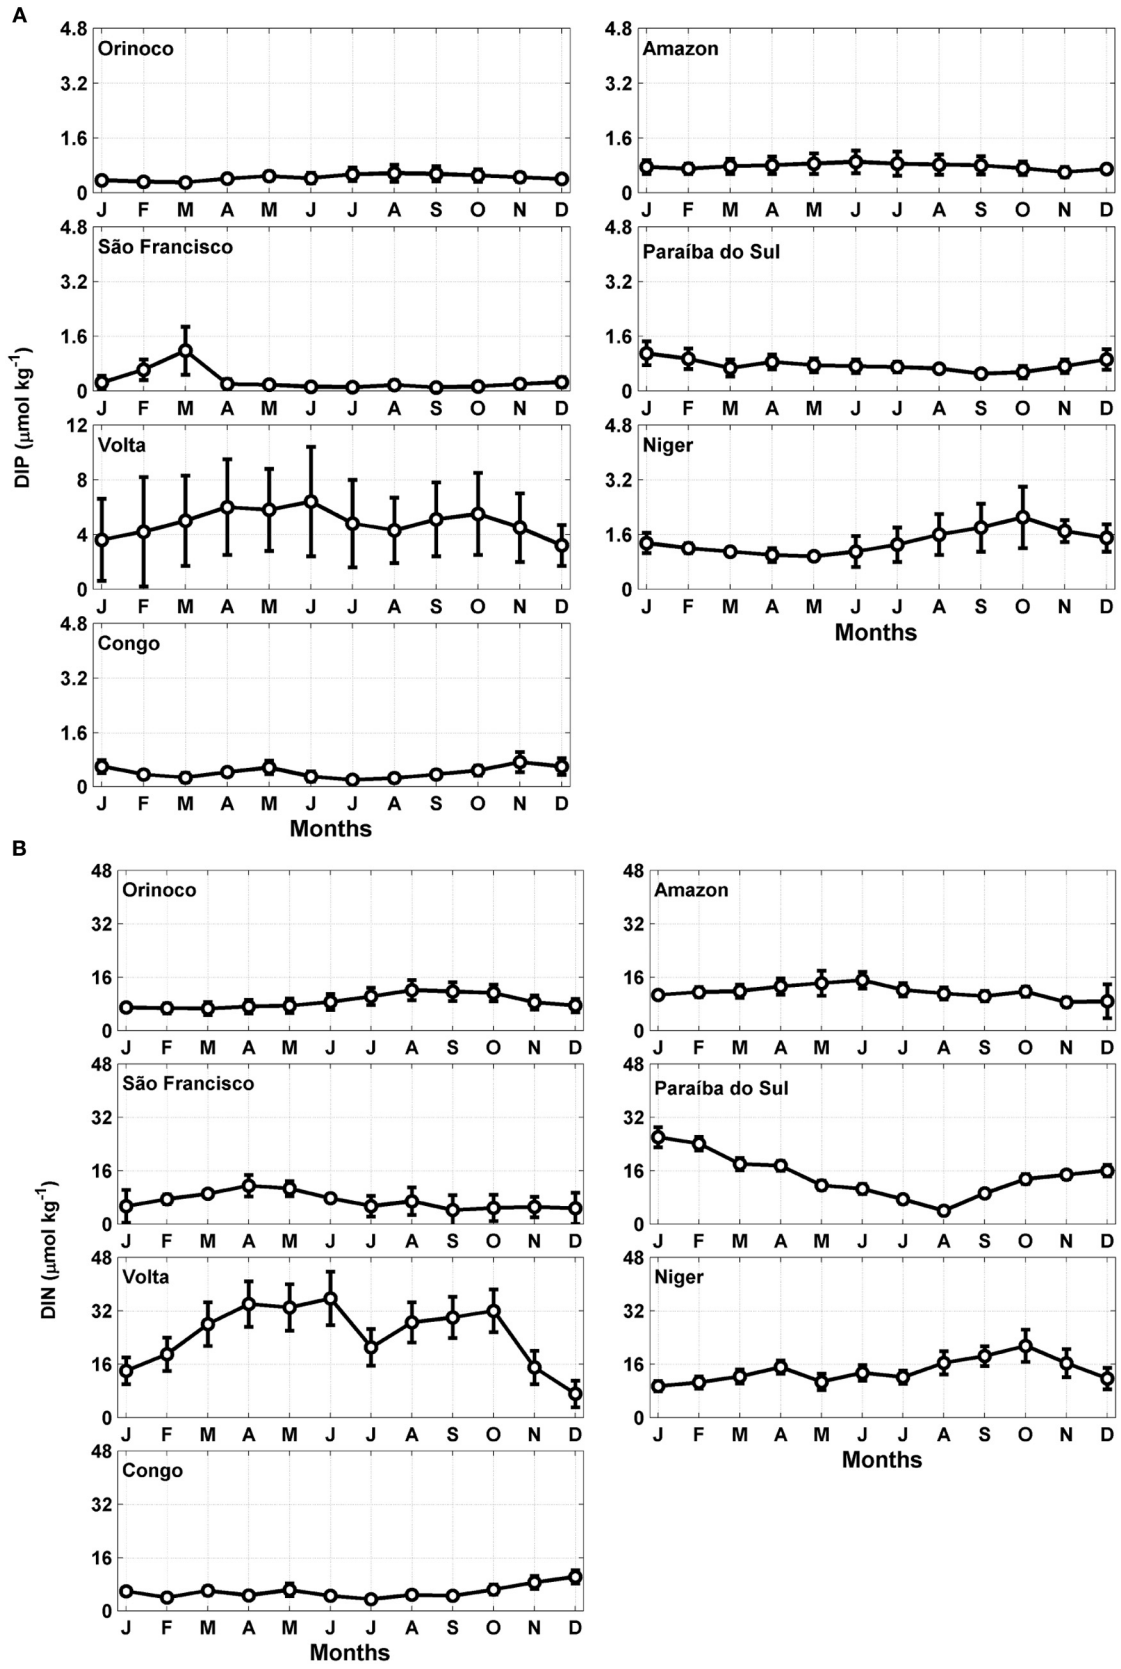 A
Orinoco
4.8
3.2
1.6
0
J F M A M J J A S O N D
Amazon
4.8
3.2
1.6
0
J F M A M J J A S O N D
São Francisco
4.8
3.2
1.6
0
J F M A M J J A S O N D
Paraíba do Sul
4.8
3.2
1.6
0
J F M A M J J A S O N D
DIP (μmol kg⁻¹)
Volta
12
8
4
0
J F M A M J J A S O N D
Niger
4.8
3.2
1.6
0
J F M A M J J A S O N D
Months
Congo
4.8
3.2
1.6
0
J F M A M J J A S O N D
Months
B
Orinoco
48
32
16
0
J F M A M J J A S O N D
Amazon
48
32
16
0
J F M A M J J A S O N D
São Francisco
48
32
16
0
J F M A M J J A S O N D
Paraíba do Sul
48
32
16
0
J F M A M J J A S O N D
DIN (μmol kg⁻¹)
Volta
48
32
16
0
J F M A M J J A S O N D
Niger
48
32
16
0
J F M A M J J A S O N D
Months
Congo
48
32
16
0
J F M A M J J A S O N D
Months